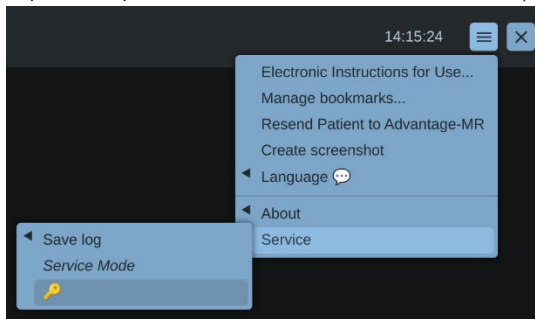 14:15:24
Electronic Instructions for Use...
Manage bookmarks...
Resend Patient to Advantage-MR
Create screenshot
Language
About
Service
Save log
Service Mode